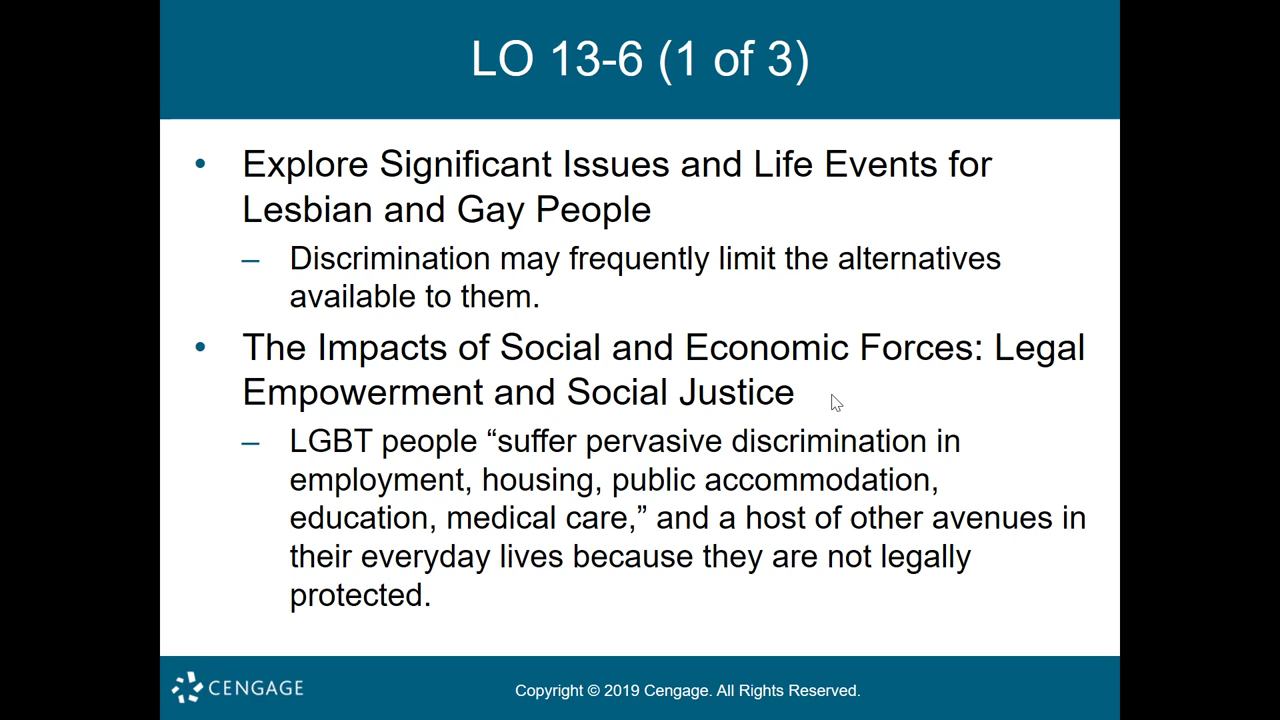 LO 13-6 (1 of 3)
• Explore Significant Issues and Life Events for
Lesbian and Gay People
– Discrimination may frequently limit the alternatives
available to them.
• The Impacts of Social and Economic Forces: Legal
Empowerment and Social Justice
– LGBT people “suffer pervasive discrimination in
employment, housing, public accommodation,
education, medical care,” and a host of other avenues in
their everyday lives because they are not legally
protected.
CENGAGE
Copyright © 2019 Cengage. All Rights Reserved.